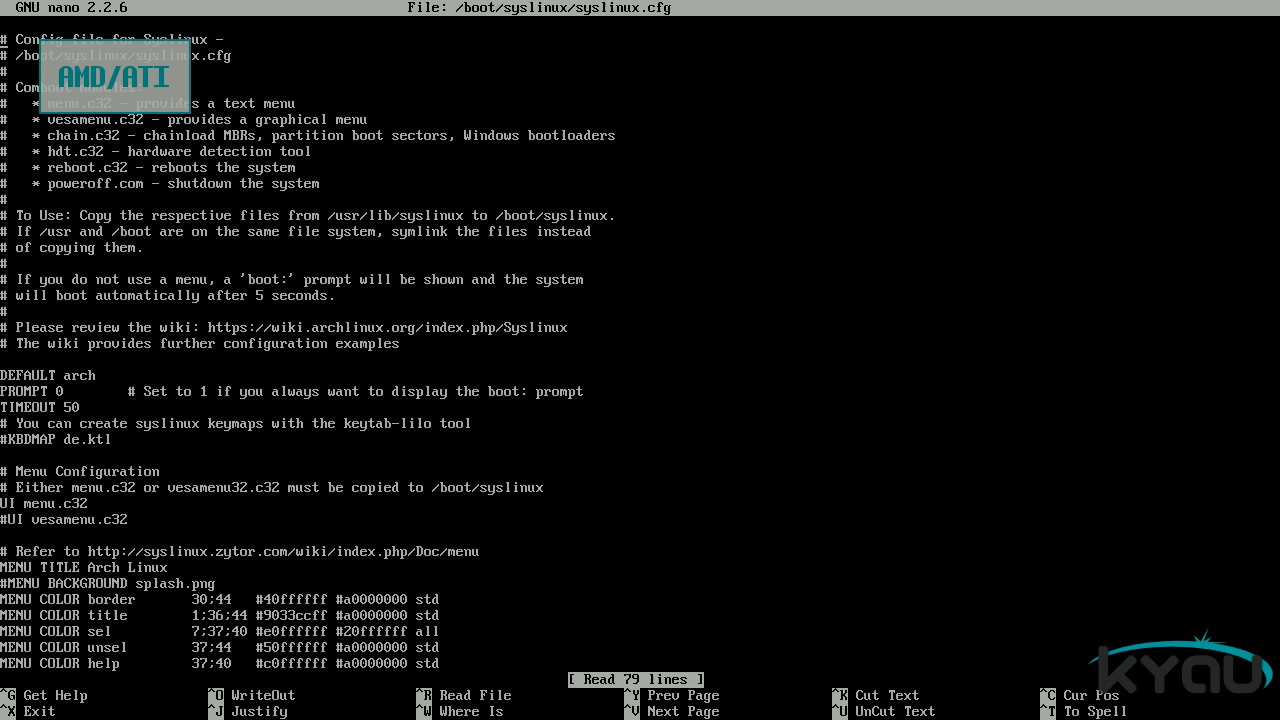 GNU nano 2.2.6 File: /boot/syslinux/syslinux.cfg
# Config file for Syslinux -
# /boot/syslinux/syslinux.cfg
#
# Comboot modules:
#   * menu.c32 - provides a text menu
#   * vesamenu.c32 - provides a graphical menu
#   * chain.c32 - chainload MBRs, partition boot sectors, Windows bootloaders
#   * hdt.c32 - hardware detection tool
#   * reboot.c32 - reboots the system
#   * poweroff.com - shutdown the system
#
# To Use: Copy the respective files from /usr/lib/syslinux to /boot/syslinux.
# If /usr and /boot are on the same file system, symlink the files instead
# of copying them.
#
# If you do not use a menu, a 'boot:' prompt will be shown and the system
# will boot automatically after 5 seconds.
#
# Please review the wiki: https://wiki.archlinux.org/index.php/Syslinux
# The wiki provides further configuration examples
DEFAULT arch
PROMPT 0        # Set to 1 if you always want to display the boot: prompt
TIMEOUT 50
# You can create syslinux keymaps with the keytab-lilo tool
#KBDMAP de.ktl
# Menu Configuration
# Either menu.c32 or vesamenu32.c32 must be copied to /boot/syslinux
UI menu.c32
#UI vesamenu.c32
# Refer to http://syslinux.zytor.com/wiki/index.php/Doc/menu
MENU TITLE Arch Linux
#MENU BACKGROUND splash.png
MENU COLOR border       30;44   #40ffffff #a0000000 std
MENU COLOR title        1;36;44 #9033ccff #a0000000 std
MENU COLOR sel          7;37;40 #e0ffffff #20ffffff all
MENU COLOR unsel        37;44   #50ffffff #a0000000 std
MENU COLOR help         37;40   #c0ffffff #a0000000 std
[ Read 79 lines ]
^G Get Help ^O WriteOut ^R Read File ^Y Prev Page ^K Cut Text ^C Cur Pos
^X Exit ^J Justify ^W Where Is ^V Next Page ^U UnCut Text ^T To Spell
AMD/ATI
kyau